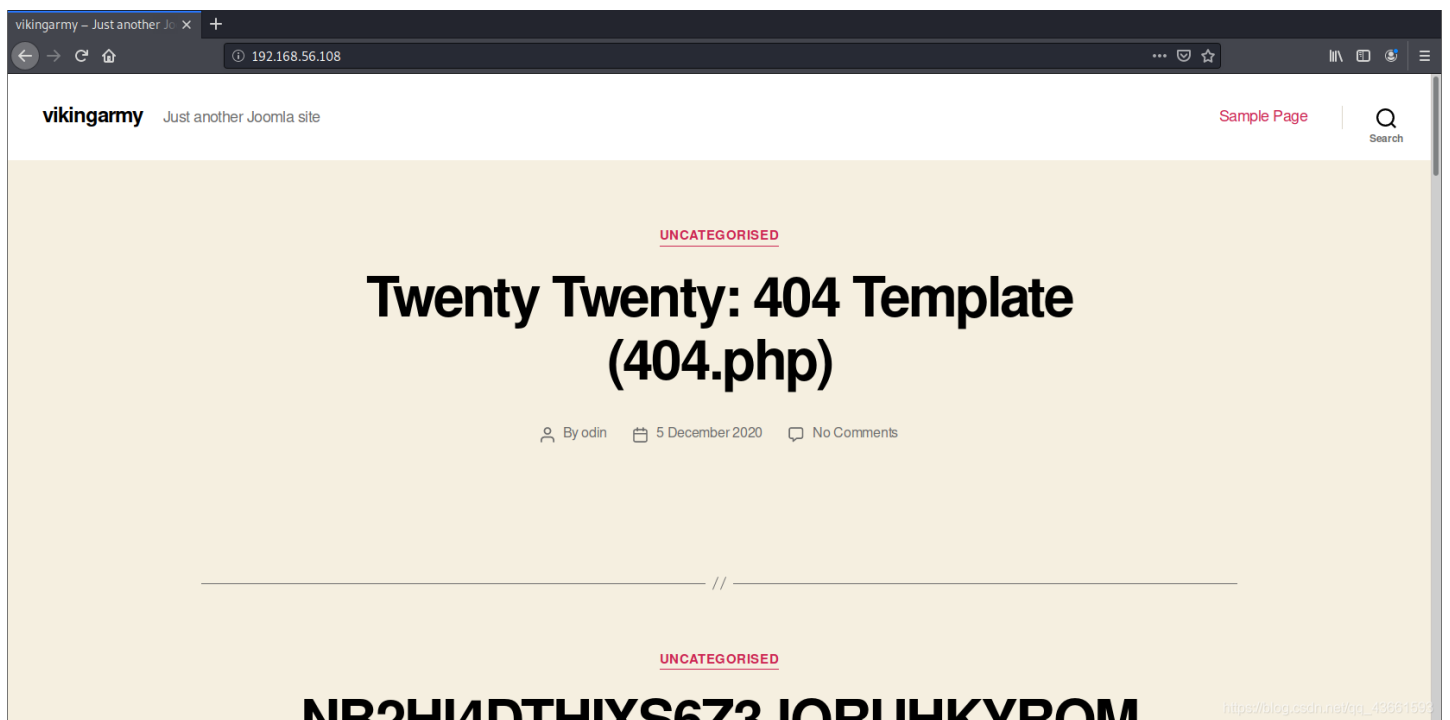 vikingarmy – Just another Jo
192.168.56.108
vikingarmy Just another Joomla site Sample Page
Search
UNCATEGORISED
Twenty Twenty: 404 Template
(404.php)
By odin 5 December 2020 No Comments
//
UNCATEGORISED
https://blog.csdn.net/qq_43661593